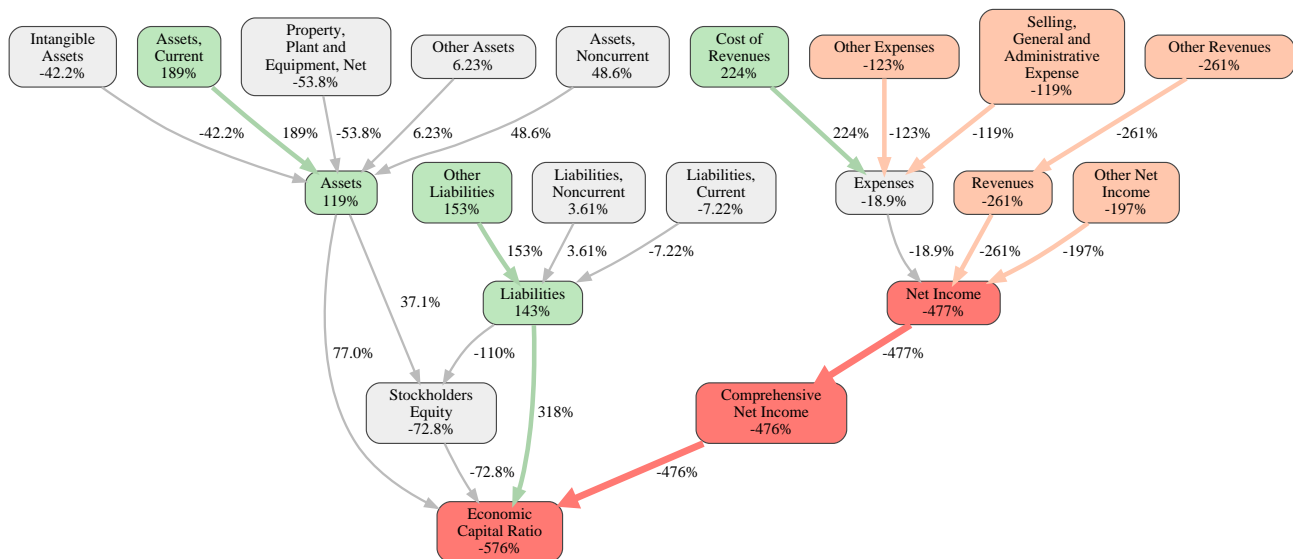 Intangible
Assets
-42.2%
Assets,
Current
189%
Property,
Plant and
Equipment, Net
-53.8%
Other Assets
6.23%
Assets,
Noncurrent
48.6%
Cost of
Revenues
224%
Other Expenses
-123%
Selling,
General and
Administrative
Expense
-119%
Other Revenues
-261%
-42.2%
189%
-53.8%
6.23%
48.6%
224%
-123%
-119%
-261%
Assets
119%
Other
Liabilities
153%
Liabilities,
Noncurrent
3.61%
Liabilities,
Current
-7.22%
Expenses
-18.9%
Revenues
-261%
Other Net
Income
-197%
153%
3.61%
-7.22%
-18.9%
-261%
-197%
Liabilities
143%
Net Income
-477%
37.1%
77.0%
-110%
-477%
Stockholders
Equity
-72.8%
318%
Comprehensive
Net Income
-476%
-72.8%
-476%
Economic
Capital Ratio
-576%